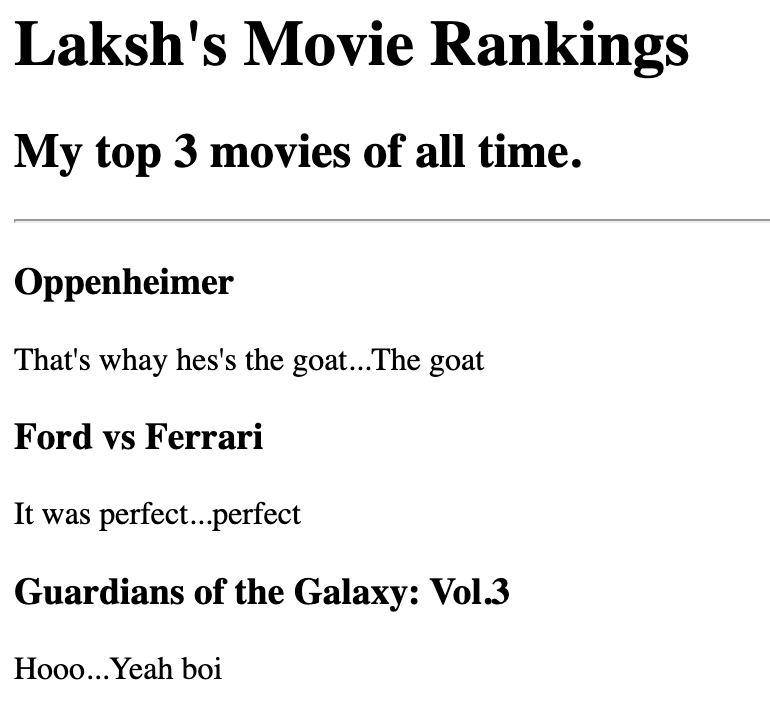 Laksh's Movie Rankings
My top 3 movies of all time.
Oppenheimer
That's whay hes's the goat...The goat
Ford vs Ferrari
It was perfect...perfect
Guardians of the Galaxy: Vol.3
Hooo...Yeah boi